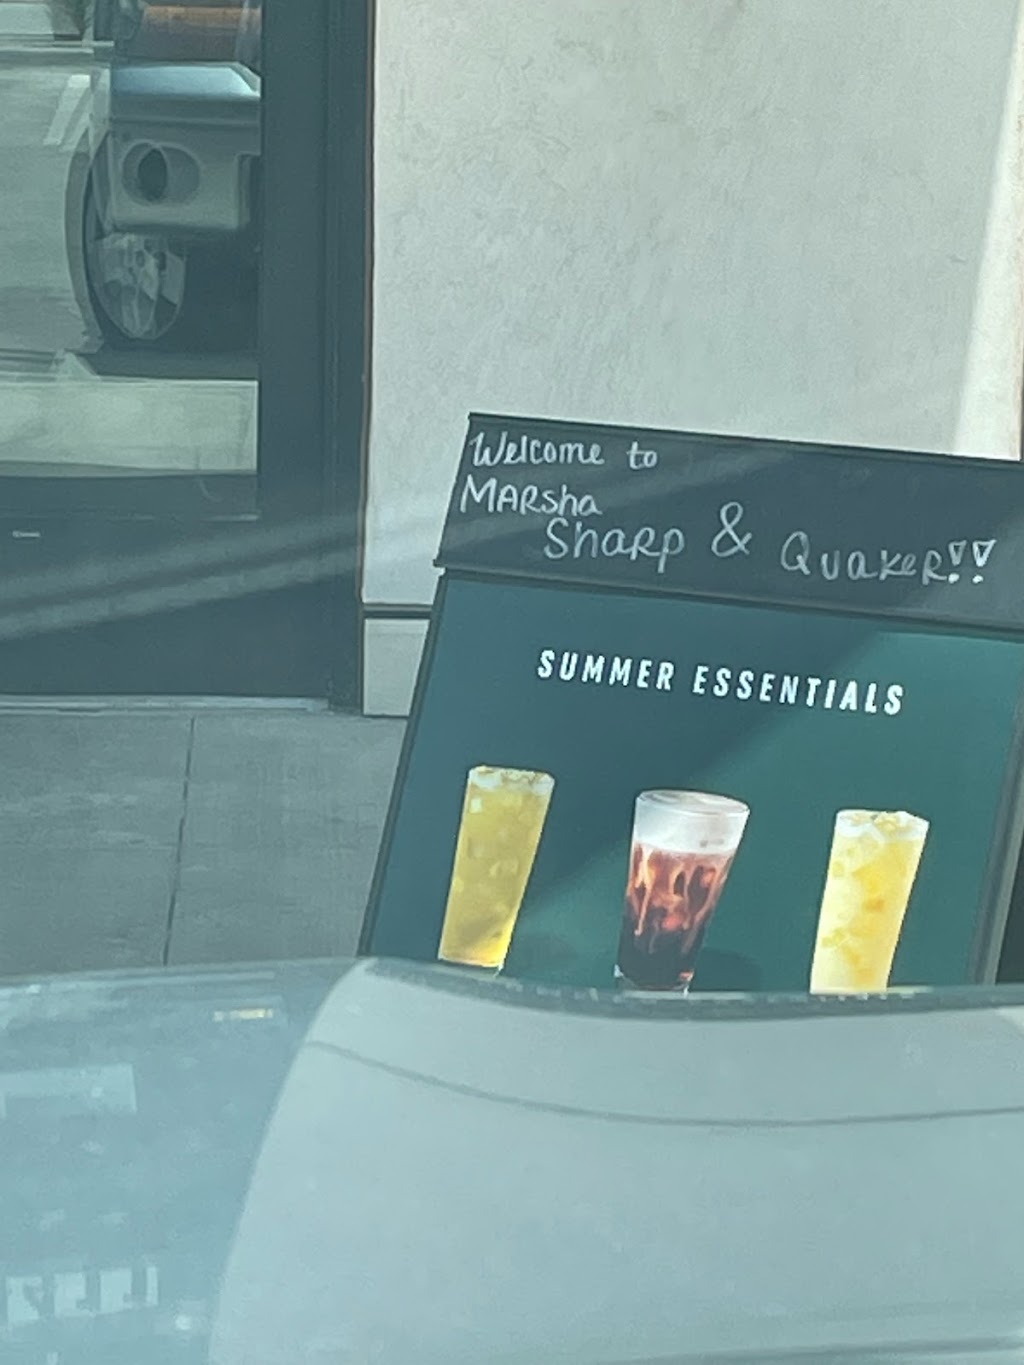 Welcome to
MARSha
Sharp & Quaker!!
SUMMER ESSENTIALS